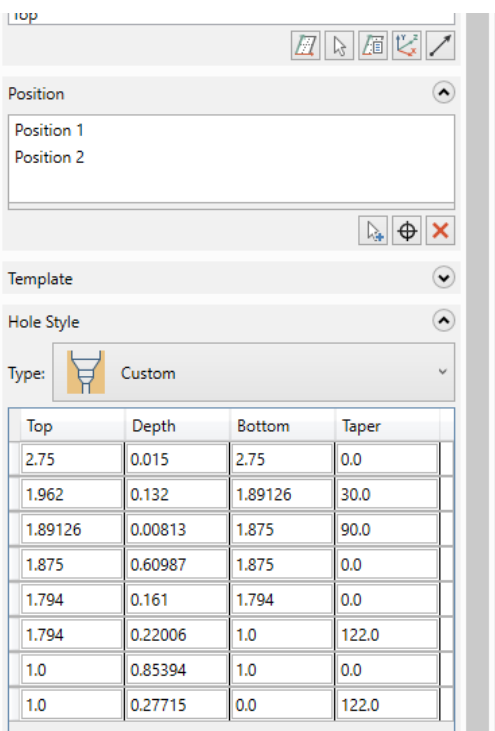 Top
Position
Position 1
Position 2
Template
Hole Style
Type: Custom
Top Depth Bottom Taper
2.75 0.015 2.75 0.0
1.962 0.132 1.89126 30.0
1.89126 0.00813 1.875 90.0
1.875 0.60987 1.875 0.0
1.794 0.161 1.794 0.0
1.794 0.22006 1.0 122.0
1.0 0.85394 1.0 0.0
1.0 0.27715 0.0 122.0